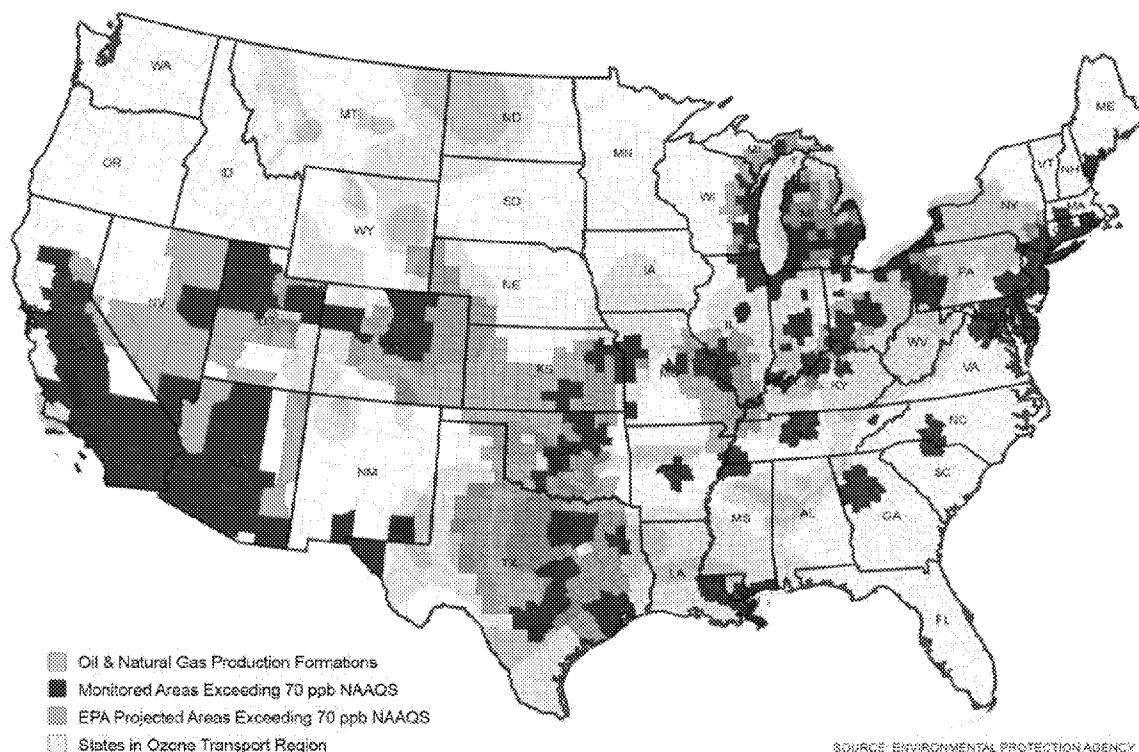 WA
MT
ND
ME
OR
ID
MN
MI
VT
NH
SD
WI
MI
NY
MA
WY
IA
PA
NE
NV
IL
WV
KS
KY
VA
NC
NM
SC
MS
AL
GA
TX
LA
FL
Oil & Natural Gas Production Formations
Monitored Areas Exceeding 70 ppb NAAQS
EPA Projected Areas Exceeding 70 ppb NAAQS
States in Ozone Transport Region
SOURCE: ENVIRONMENTAL PROTECTION AGENCY